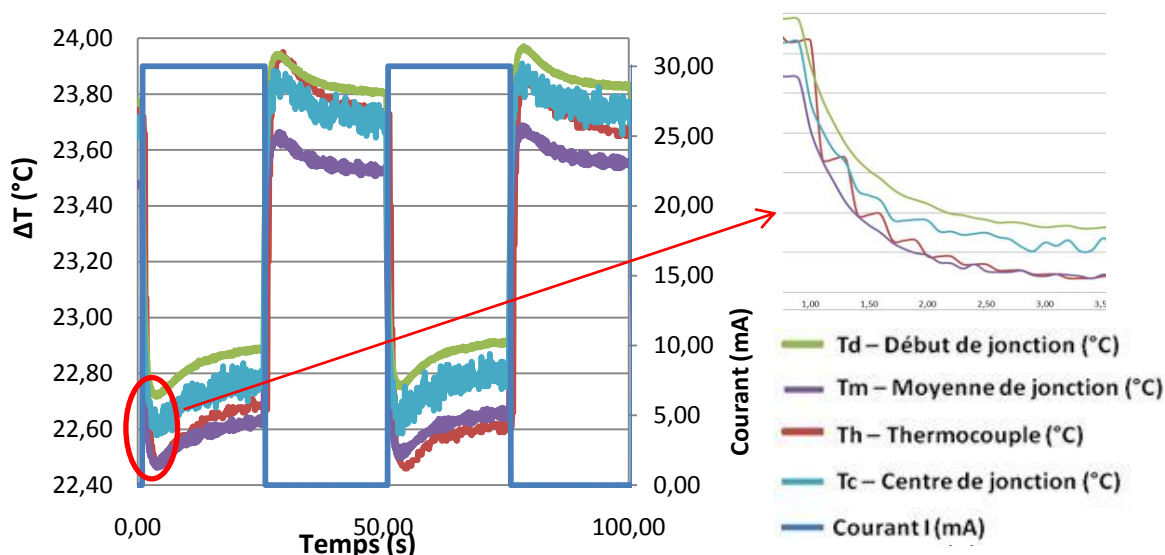 ΔT (°C)
24,00
23,80
23,60
23,40
23,20
23,00
22,80
22,60
22,40
0,00
50,00
100,00
Temps (s)
30,00
25,00
20,00
15,00
10,00
5,00
0,00
Courant (mA)
1,00 1,50 2,00 2,50 3,00 3,5
Td – Début de jonction (°C)
Tm – Moyenne de jonction (°C)
Th – Thermocouple (°C)
Tc – Centre de jonction (°C)
Courant I (mA)